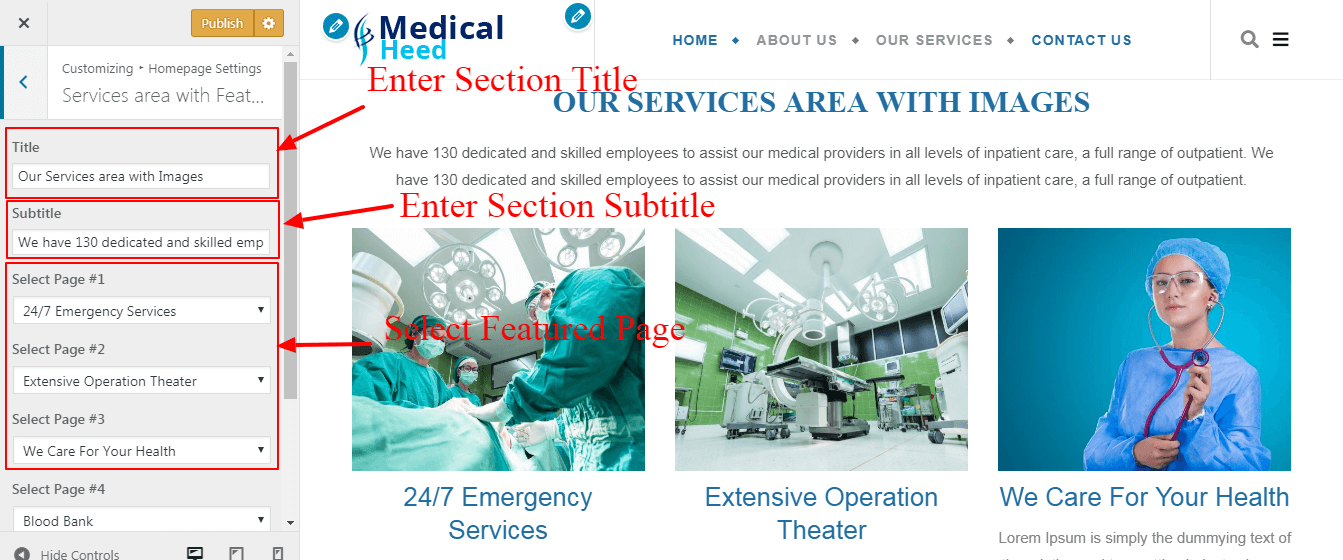 Publish
Customizing ‣ Homepage Settings
Services area with Feat...
Title
Our Services area with Images
Subtitle
We have 130 dedicated and skilled emp
Select Page #1
24/7 Emergency Services
Select Page #2
Extensive Operation Theater
Select Page #3
We Care For Your Health
Select Page #4
Blood Bank
Hide Controls
Medical
Heed
HOME ABOUT US OUR SERVICES CONTACT US
Enter Section Title
OUR SERVICES AREA WITH IMAGES
We have 130 dedicated and skilled employees to assist our medical providers in all levels of inpatient care, a full range of outpatient. We
have 130 dedicated and skilled employees to assist our medical providers in all levels of inpatient care, a full range of outpatient.
Enter Section Subtitle
Select Featured Page
24/7 Emergency
Services
Extensive Operation
Theater
We Care For Your Health
Lorem Ipsum is simply the dummying text of